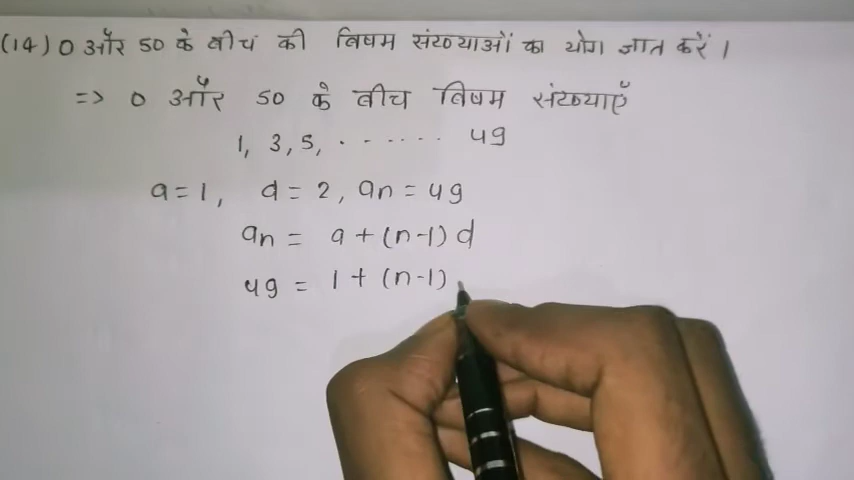 (14) 0 और 50 के बीच की विषम संख्याओं का योग ज्ञात करें।
=> 0 और 50 के बीच विषम संख्याएँ
1, 3, 5, ....... 49
a = 1, d = 2, an = 49
an = a + (n-1) d
49 = 1 + (n-1)